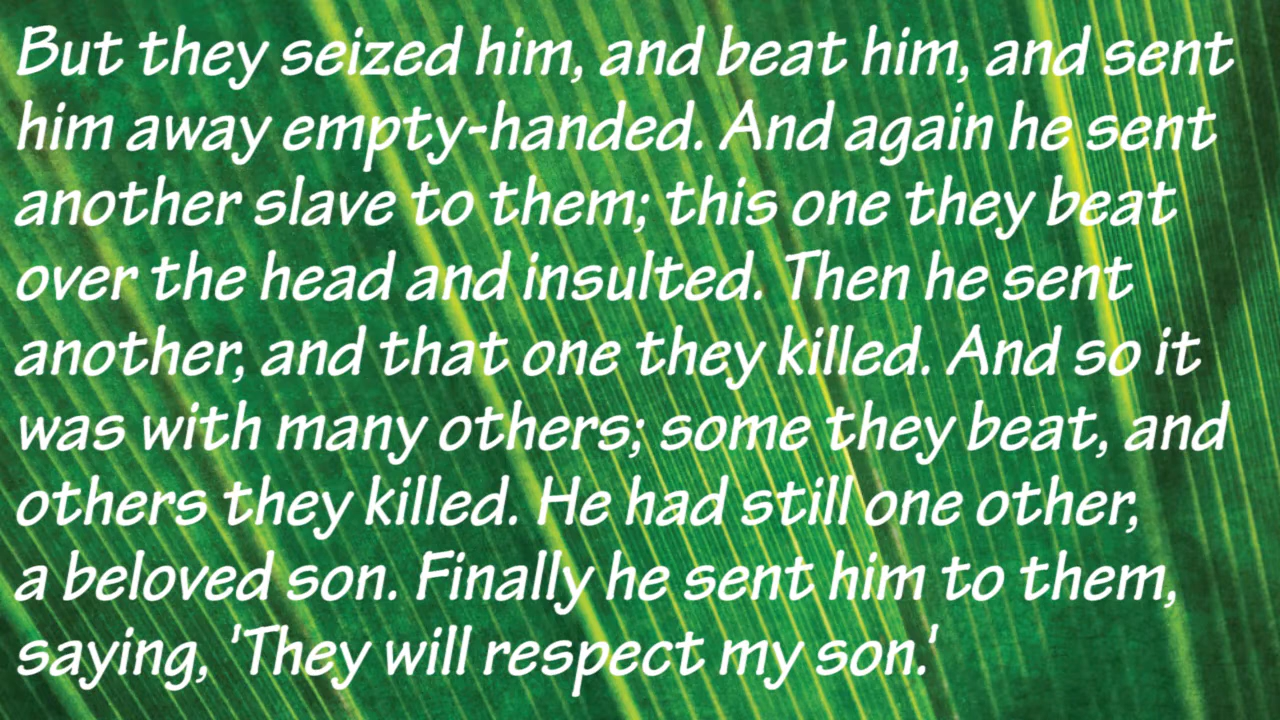 But they seized him, and beat him, and sent
him away empty-handed. And again he sent
another slave to them; this one they beat
over the head and insulted. Then he sent
another, and that one they killed. And so it
was with many others; some they beat, and
others they killed. He had still one other,
a beloved son. Finally he sent him to them,
saying, 'They will respect my son.'